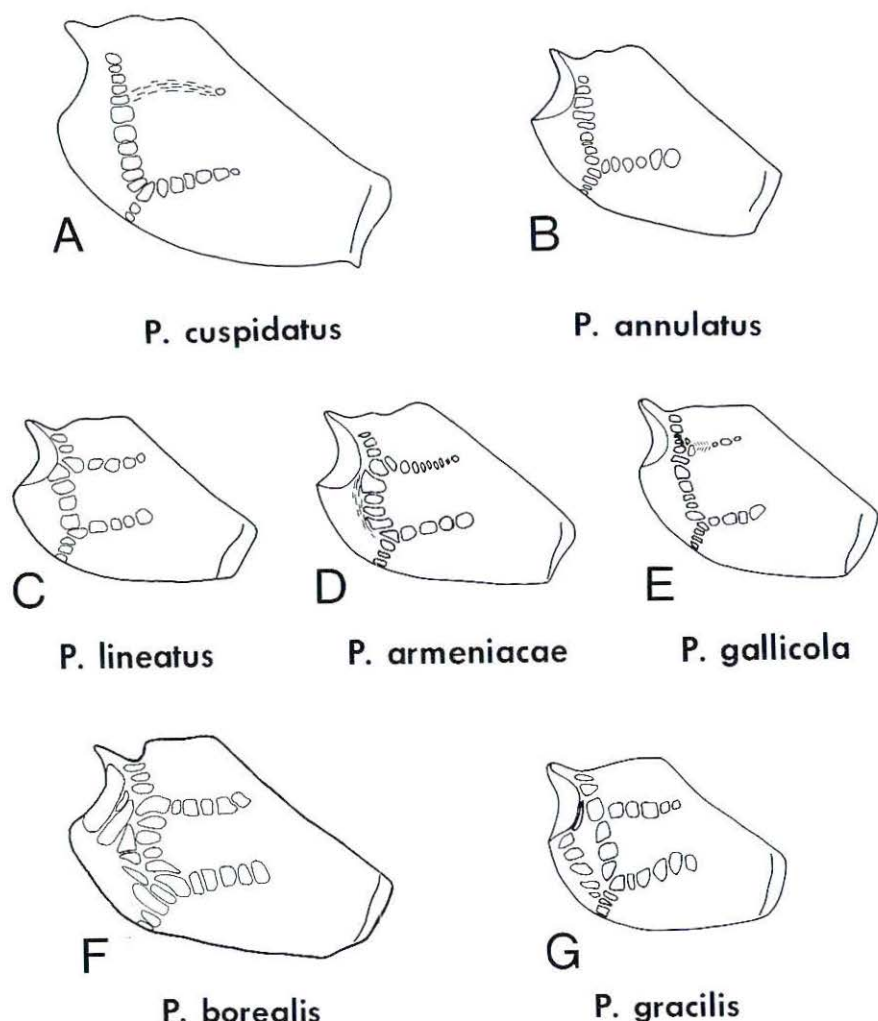 A
B
P. cuspidatus
P. annulatus
C
D
E
P. lineatus
P. armeniacae
P. gallicola
F
G
P. borealis
P. gracilis